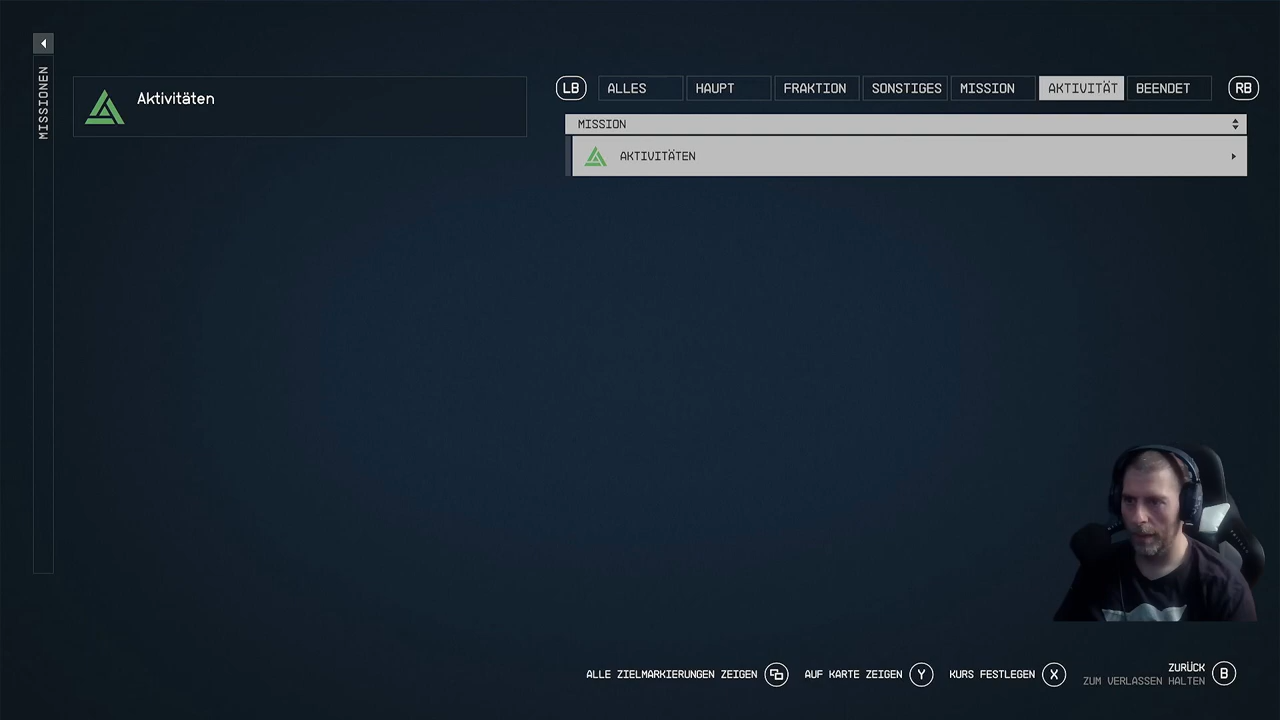 MISSIONEN
Aktivitäten
LB ALLES HAUPT FRAKTION SONSTIGES MISSION AKTIVITÄT BEENDET RB
MISSION
AKTIVITÄTEN
ALLE ZIELMARKIERUNGEN ZEIGEN AUF KARTE ZEIGEN Y KURS FESTLEGEN X ZURÜCK B
ZUM VERLASSEN HALTEN